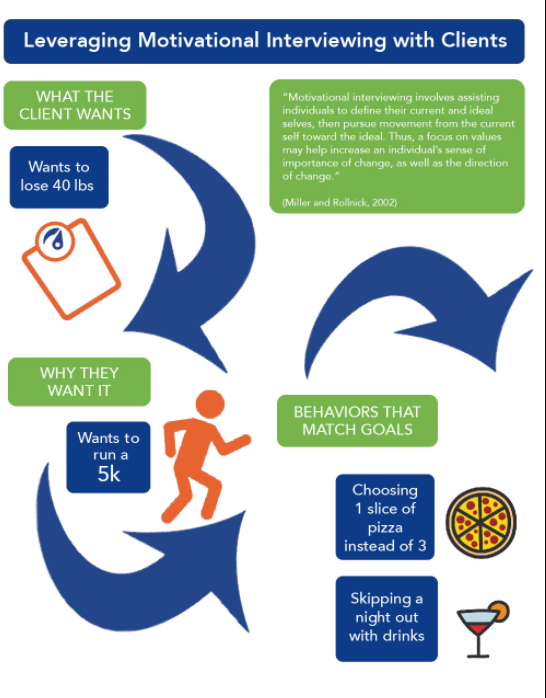 Leveraging Motivational Interviewing with Clients
WHAT THE
CLIENT WANTS
Wants to
lose 40 lbs
“Motivational interviewing involves assisting
individuals to define their current and ideal
selves, then pursue movement from the current
self toward the ideal. Thus, a focus on values
may help increase an individual’s sense of
importance of change, as well as the direction
of change.”
(Miller and Rollnick, 2002)
WHY THEY
WANT IT
Wants to
run a
5k
BEHAVIORS THAT
MATCH GOALS
Choosing
1 slice of
pizza
instead of 3
Skipping a
night out
with drinks